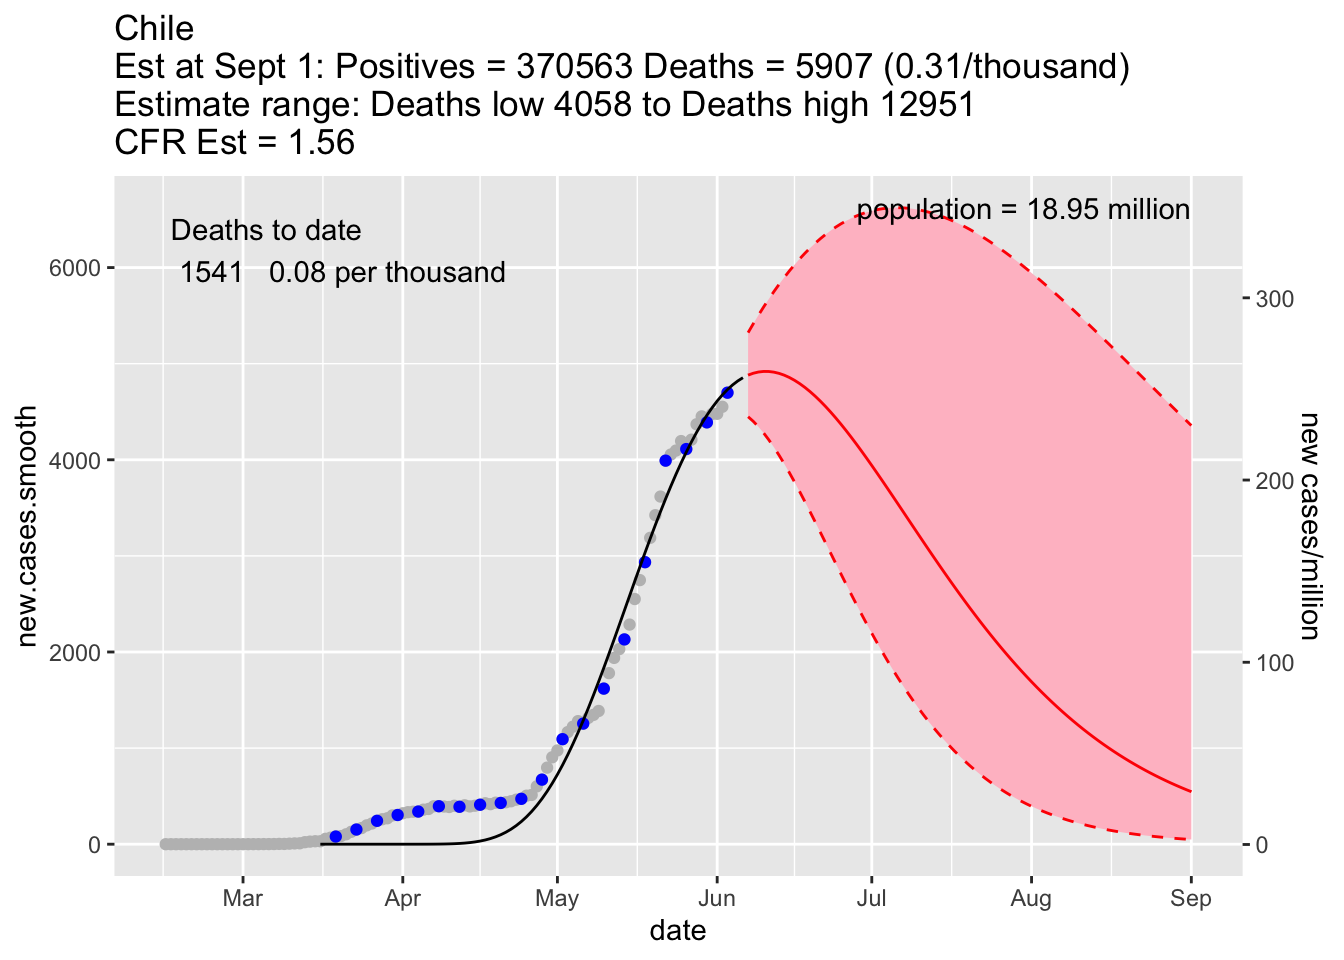 Chile
Est at Sept 1: Positives = 370563 Deaths = 5907 (0.31/thousand)
Estimate range: Deaths low 4058 to Deaths high 12951
CFR Est = 1.56
population = 18.95 million
Deaths to date
1541 0.08 per thousand
new.cases.smooth
6000
4000
2000
0
300
200
100
0
new cases/million
Mar Apr May Jun Jul Aug Sep
date